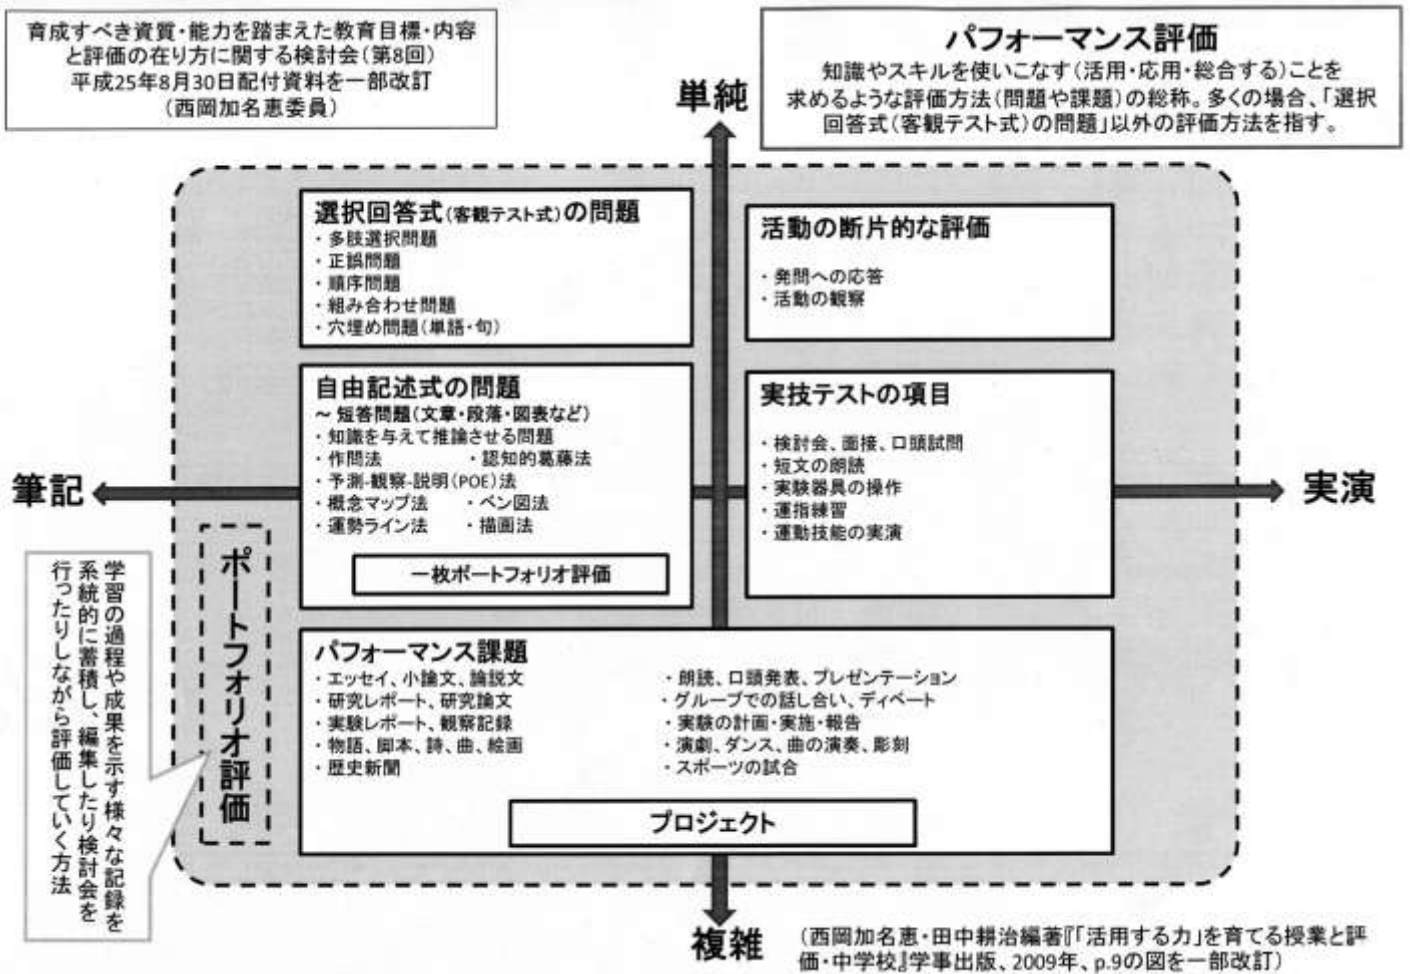 育成すべき資質・能力を踏まえた教育目標・内容
と評価の在り方に関する検討会(第8回)
平成25年8月30日配付資料を一部改訂
(西岡加名恵委員)
パフォーマンス評価
知識やスキルを使いこなす(活用・応用・総合する)ことを
求めるような評価方法(問題や課題)の総称。多くの場合、「選択
回答式(客観テスト式)の問題」以外の評価方法を指す。
単純
選択回答式(客観テスト式)の問題
・多肢選択問題
・正誤問題
・順序問題
・組み合わせ問題
・穴埋め問題(単語・句)
活動の断片的な評価
・発問への応答
・活動の観察
自由記述式の問題
～ 短答問題(文章・段落・図表など)
・知識を与えて推論させる問題
・作問法 ・認知的葛藤法
・予測-観察-説明(POE)法
・概念マップ法 ・ベン図法
・運勢ライン法 ・描画法
一枚ポートフォリオ評価
実技テストの項目
・検討会、面接、口頭試問
・短文の朗読
・実験器具の操作
・運指練習
・運動技能の実演
筆記
実演
ポートフォリオ評価
学習の過程や成果を示す様々な記録を
系統的に蓄積し、編集したり検討会を
行ったりしながら評価していく方法
パフォーマンス課題
・エッセイ、小論文、論説文
・研究レポート、研究論文
・実験レポート、観察記録
・物語、脚本、詩、曲、絵画
・歴史新聞
・朗読、口頭発表、プレゼンテーション
・グループでの話し合い、ディベート
・実験の計画・実施・報告
・演劇、ダンス、曲の演奏、彫刻
・スポーツの試合
プロジェクト
複雑
(西岡加名恵・田中耕治編著『「活用する力」を育てる授業と評
価・中学校』学事出版、2009年、p.9の図を一部改訂)